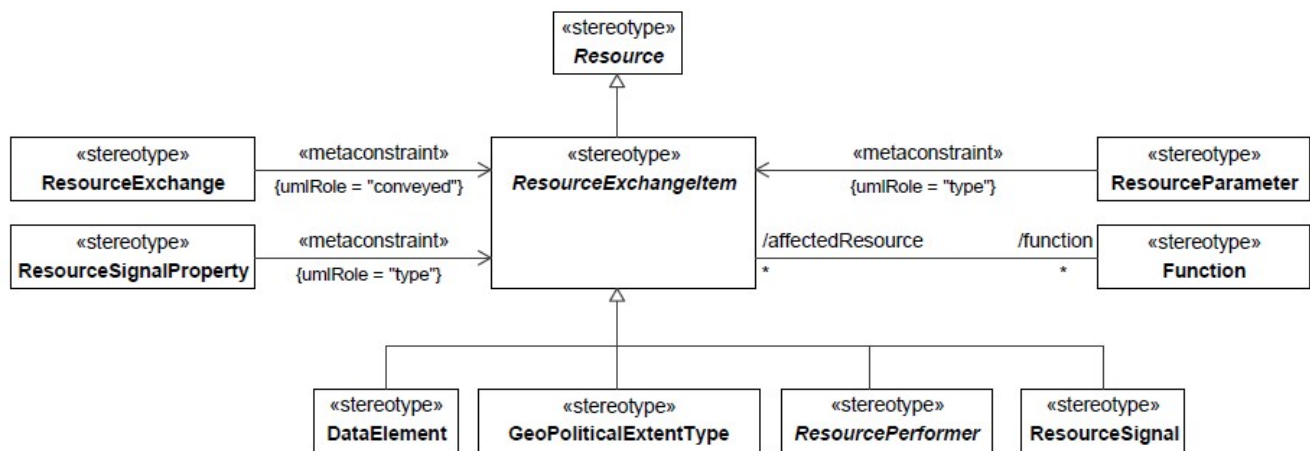 «stereotype»
Resource
«stereotype»
ResourceExchange
«metaconstraint»
{umlRole = "conveyed"}
«stereotype»
ResourceExchangeItem
«metaconstraint»
{umlRole = "type"}
«stereotype»
ResourceParameter
«stereotype»
ResourceSignalProperty
«metaconstraint»
{umlRole = "type"}
/affectedResource
*
/function
*
«stereotype»
Function
«stereotype»
DataElement
«stereotype»
GeoPoliticalExtentType
«stereotype»
ResourcePerformer
«stereotype»
ResourceSignal